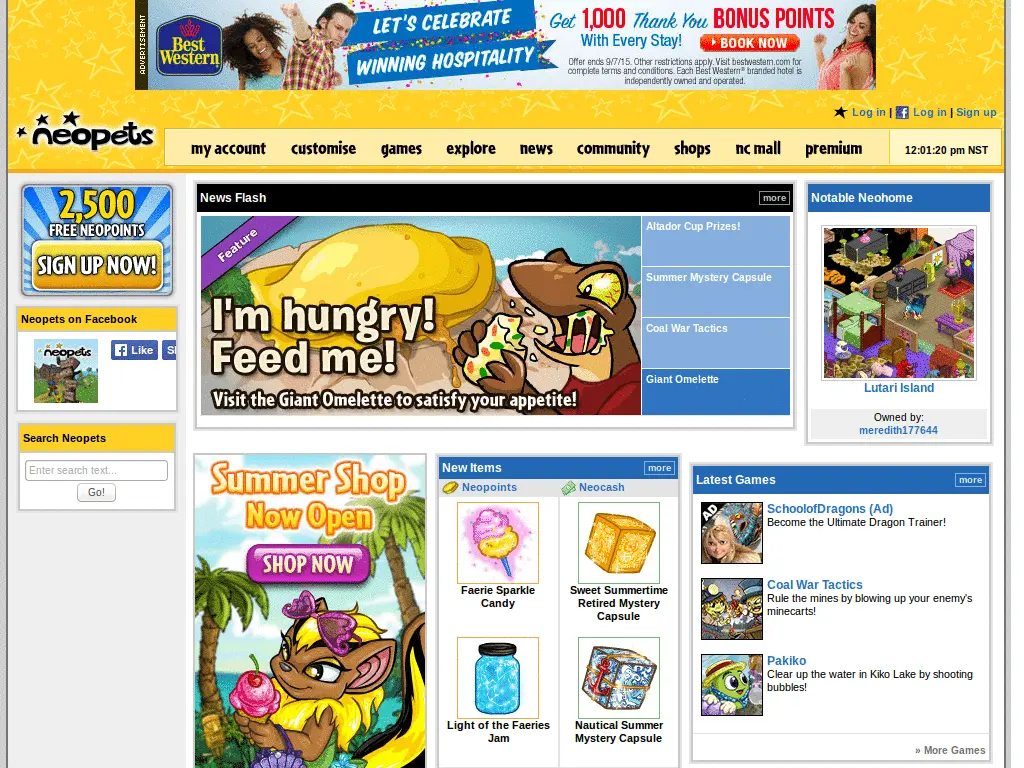 ADVERTISEMENT
Best Western
LET'S CELEBRATE
WINNING HOSPITALITY
Get 1,000 Thank You BONUS POINTS
With Every Stay!
BOOK NOW
Offer ends 9/7/15. Other restrictions apply. Visit bestwestern.com for
complete terms and conditions. Each Best Western® branded hotel is
independently owned and operated.
Log in | Log in | Sign up
neopets
my account customise games explore news community shops nc mall premium
12:01:20 pm NST
2,500
FREE NEOPOINTS
SIGN UP NOW!
Neopets on Facebook
neopets
Like
Search Neopets
Enter search text...
Go!
News Flash
more
Feature
I'm hungry!
Feed me!
Visit the Giant Omelette to satisfy your appetite!
Altador Cup Prizes!
Summer Mystery Capsule
Coal War Tactics
Giant Omelette
Notable Neohome
Lutari Island
Owned by:
meredith177644
Summer Shop
Now Open
SHOP NOW
New Items
more
Neopoints
Neocash
Faerie Sparkle
Candy
Sweet Summertime
Retired Mystery
Capsule
Light of the Faeries
Jam
Nautical Summer
Mystery Capsule
Latest Games
more
AD
SchoolofDragons (Ad)
Become the Ultimate Dragon Trainer!
Coal War Tactics
Rule the mines by blowing up your enemy's
minecarts!
Pakiko
Clear up the water in Kiko Lake by shooting
bubbles!
» More Games